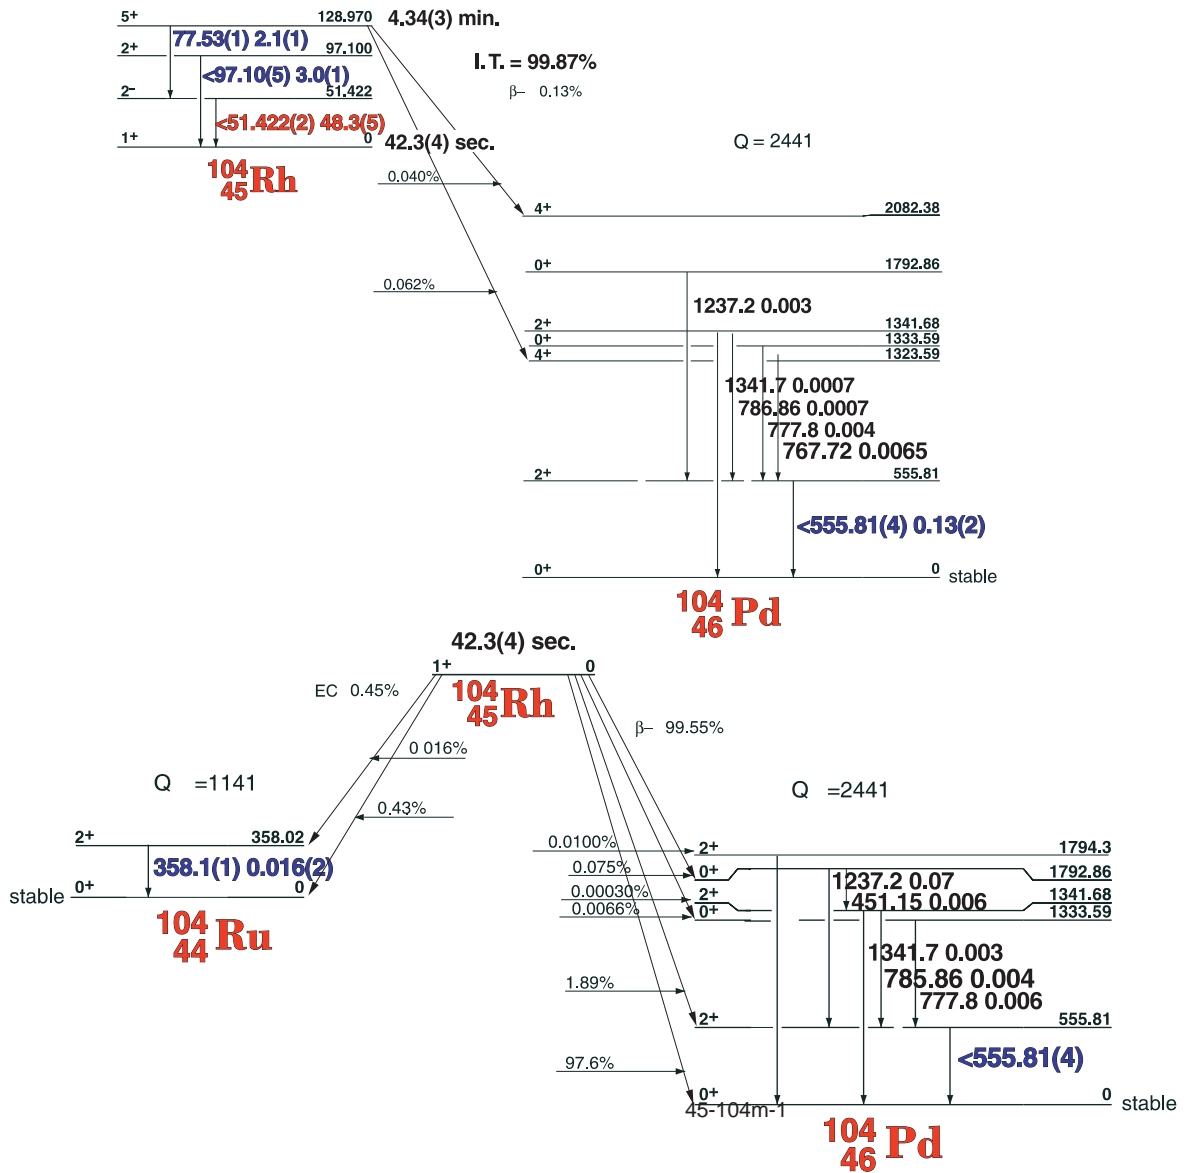 5+ 128.970 4.34(3) min.
77.53(1) 2.1(1)
2+ 97.100
I.T. = 99.87%
<97.10(5) 3.0(1)
β– 0.13%
2- 51.422
<51.422(2) 48.3(5)
1+ 0
42.3(4) sec.
Q = 2441
104
45 Rh
0.040%
4+ 2082.38
0+ 1792.86
0.062%
1237.2 0.003
2+ 1341.68
0+ 1333.59
4+ 1323.59
1341.7 0.0007
786.86 0.0007
777.8 0.004
767.72 0.0065
2+ 555.81
<555.81(4) 0.13(2)
0+ 0 stable
104
46 Pd
42.3(4) sec.
1+ 0
104
45 Rh
EC 0.45%
β– 99.55%
0 016%
Q =1141
Q =2441
0.43%
2+ 358.02
358.1(1) 0.016(2)
stable 0+ 0
104
44 Ru
0.0100% 2+ 1794.3
0.075% 0+ 1792.86
1237.2 0.07
0.00030% 2+ 1341.68
451.15 0.006
0.0066% 0+ 1333.59
1341.7 0.003
785.86 0.004
777.8 0.006
1.89%
2+ 555.81
<555.81(4)
97.6%
0+ 0 stable
45-104m-1
104
46 Pd